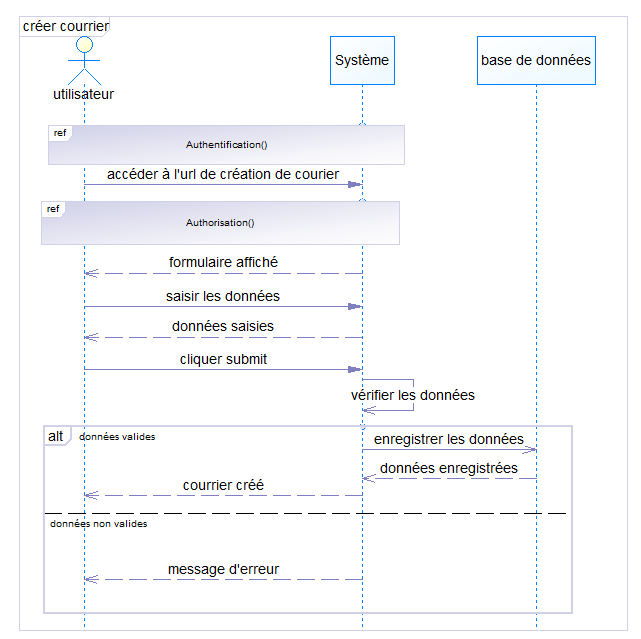 créer courrier
utilisateur
Système
base de données
ref
Authentification()
accéder à l'url de création de courier
ref
Authorisation()
formulaire affiché
saisir les données
données saisies
cliquer submit
vérifier les données
alt
données valides
enregistrer les données
données enregistrées
courrier créé
données non valides
message d'erreur